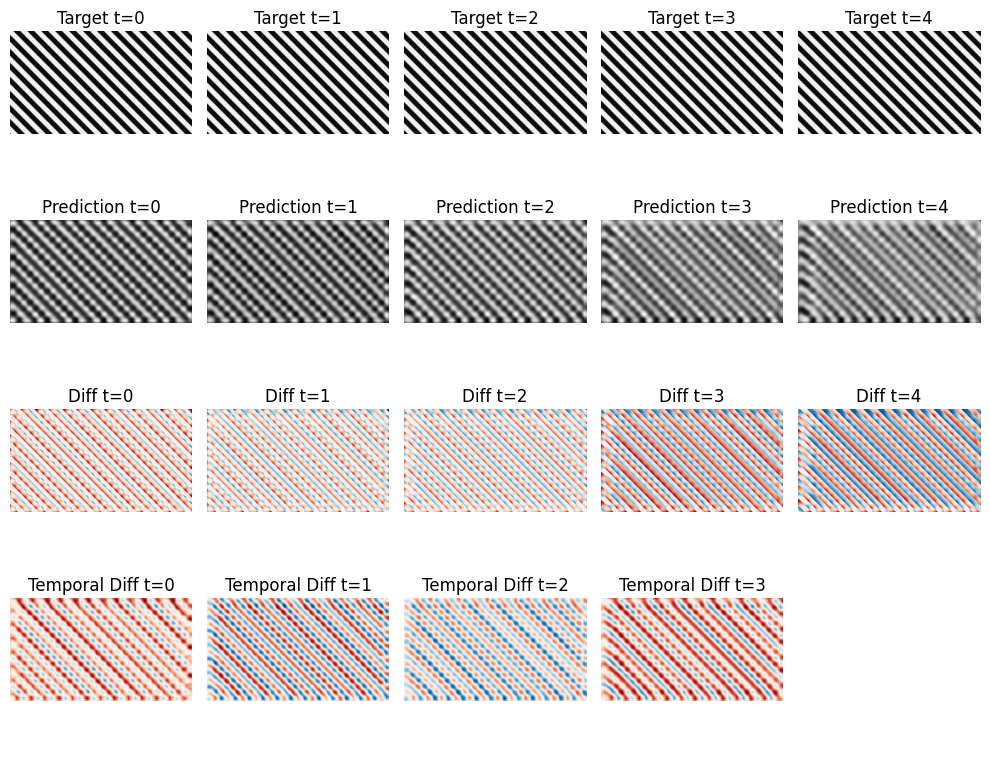 Target t=0 Target t=1 Target t=2 Target t=3 Target t=4
Prediction t=0 Prediction t=1 Prediction t=2 Prediction t=3 Prediction t=4
Diff t=0 Diff t=1 Diff t=2 Diff t=3 Diff t=4
Temporal Diff t=0 Temporal Diff t=1 Temporal Diff t=2 Temporal Diff t=3